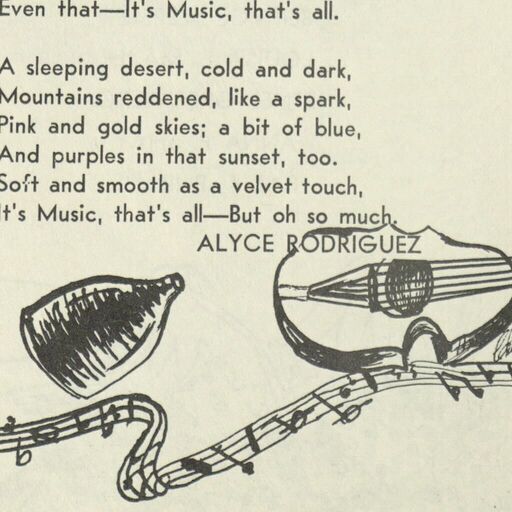 Even that—It's Music, that's all.
A sleeping desert, cold and dark,
Mountains reddened, like a spark,
Pink and gold skies; a bit of blue,
And purples in that sunset, too.
Soft and smooth as a velvet touch,
It's Music, that's all—But oh so much.
ALYCE RODRIGUEZ